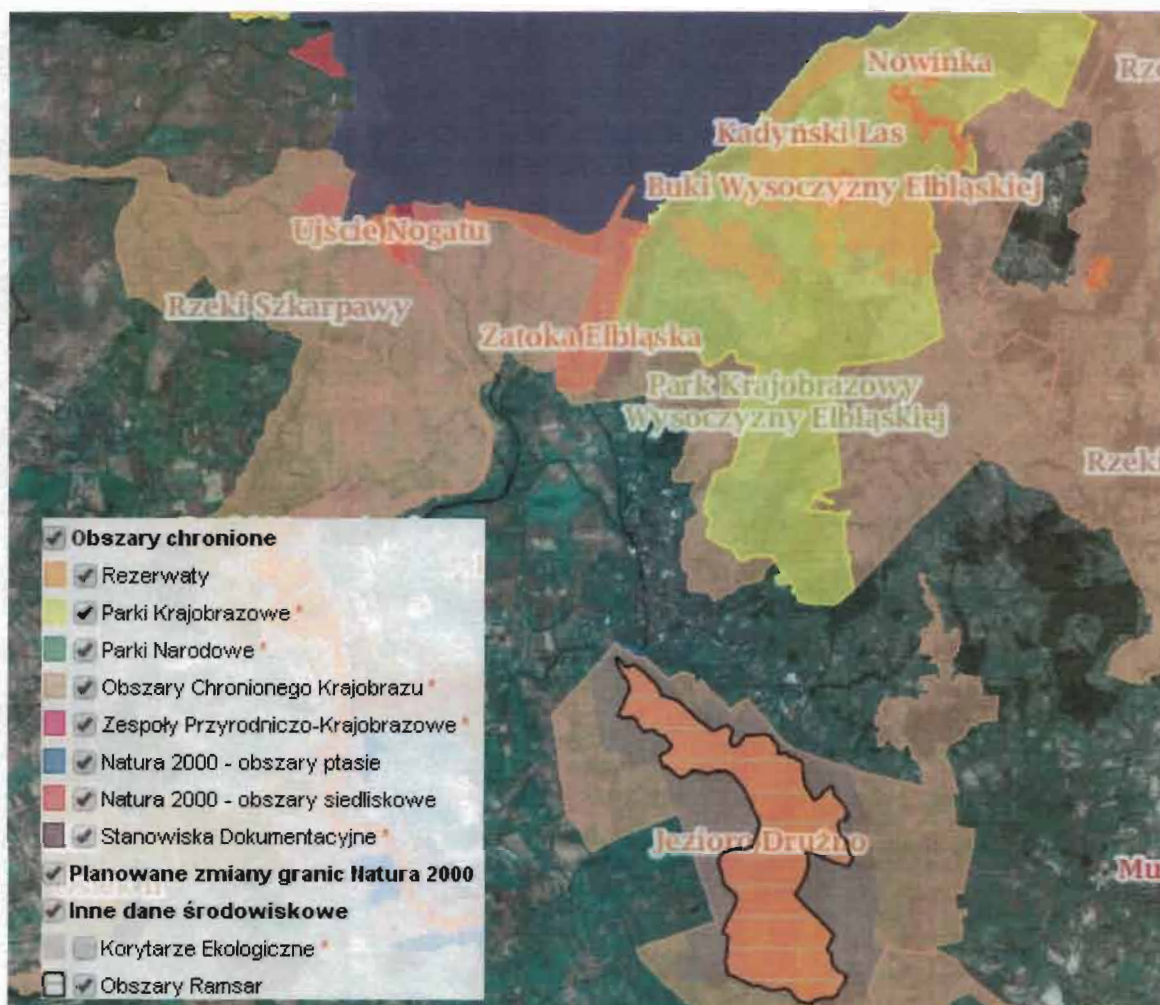 Nowinka
Rze
Kadyński Las
Buki Wysoczyzny Elbląskiej
Ujście Nogatu
Rzeki Szkarpawy
Zatoka Elbląska
Park Krajobrazowy
Wysoczyzny Elbląskiej
Rzeki
Obszary chronione
Rezerwaty
Parki Krajobrazowe *
Parki Narodowe *
Obszary Chronionego Krajobrazu *
Zespoły Przyrodniczo-Krajobrazowe *
Natura 2000 - obszary ptasie
Natura 2000 - obszary siedliskowe
Stanowiska Dokumentacyjne *
Jezioro Drużno
Planowane zmiany granic Natura 2000
Mu
Inne dane środowiskowe
Korytarze Ekologiczne *
Obszary Ramsar